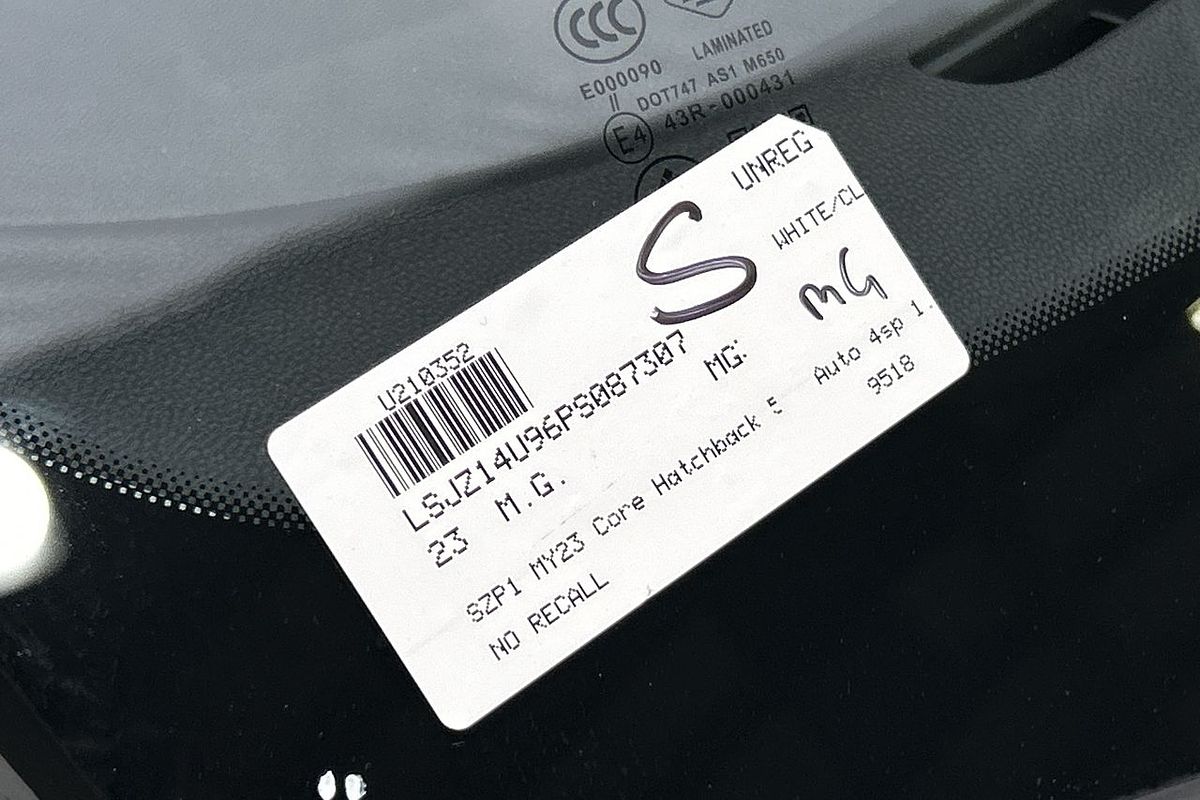 CCC
E000090 LAMINATED
II DOT747 AS1 M650
E4 43R-000431
UNREG
S
WHITE/CL
MG
U210352
LSJZ14U96PS087307
23 M.G. MG:
Auto 4sp 1.
SZP1 MY23 Core Hatchback 5
9518
NO RECALL